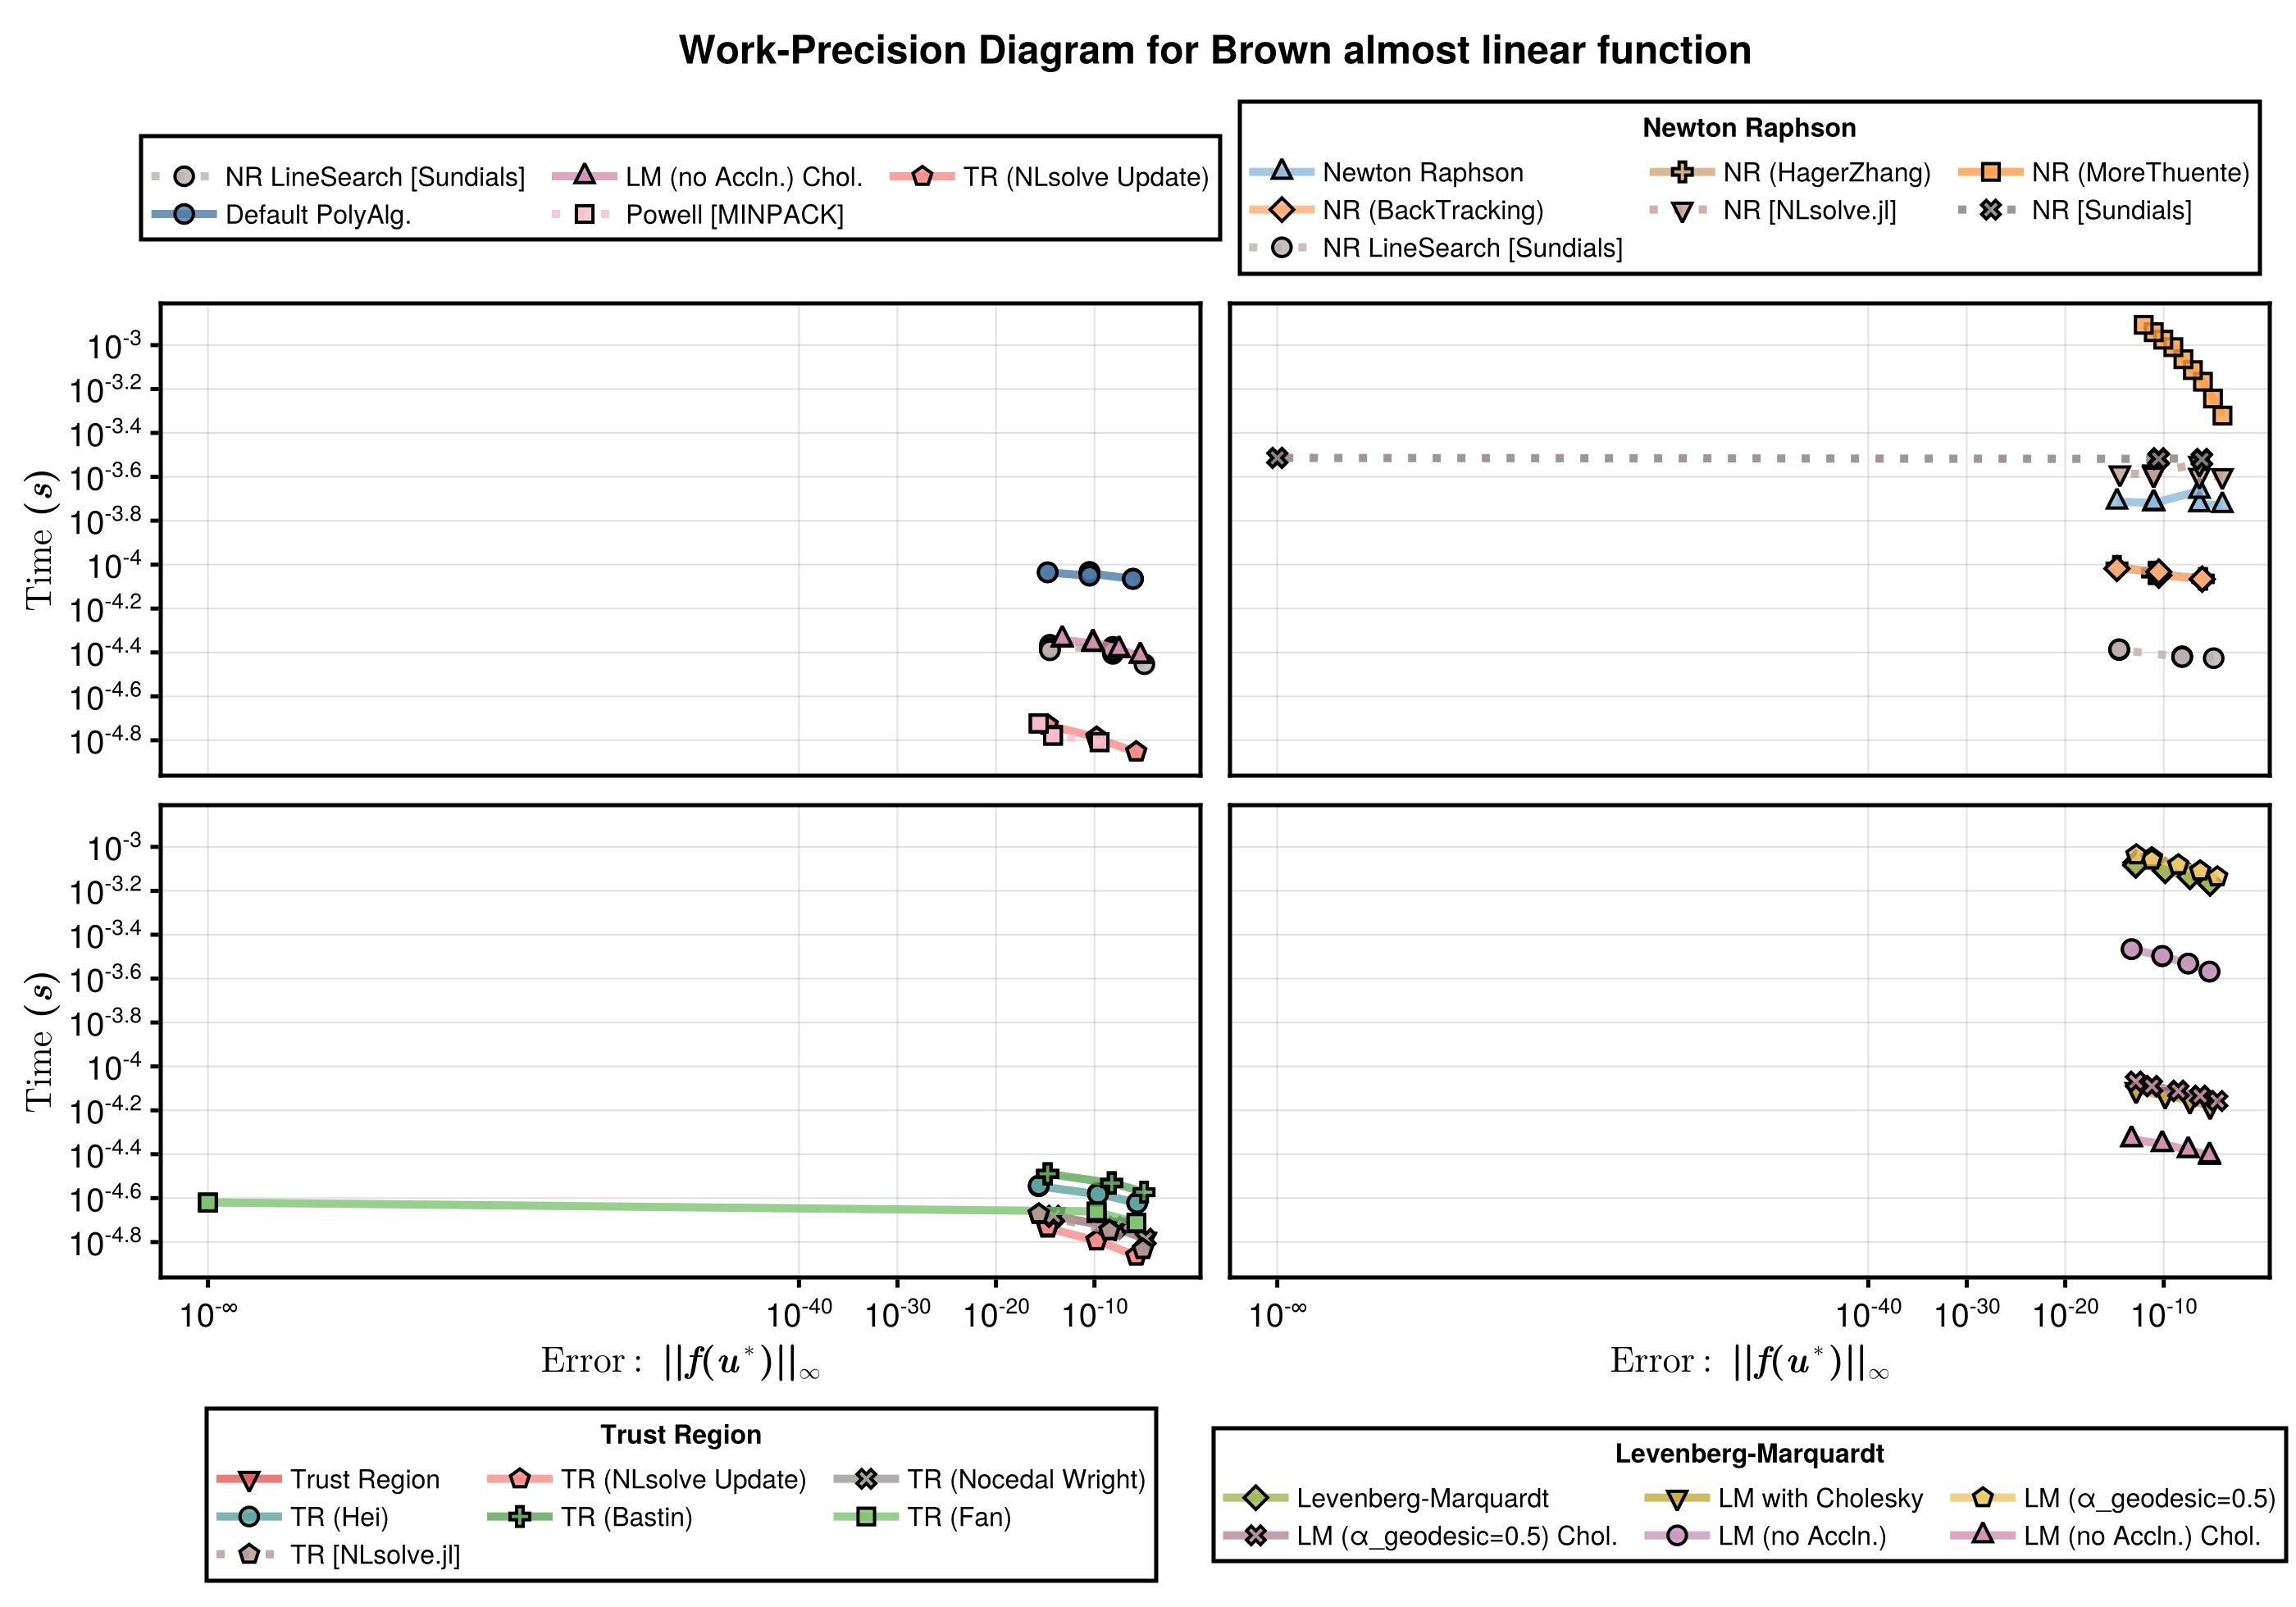 Work-Precision Diagram for Brown almost linear function
NR LineSearch [Sundials] LM (no Accln.) Chol. TR (NLsolve Update)
Default PolyAlg. Powell [MINPACK]
Newton Raphson
Newton Raphson NR (HagerZhang) NR (MoreThuente)
NR (BackTracking) NR [NLsolve.jl] NR [Sundials]
NR LineSearch [Sundials]
10^-3
10^-3.2
10^-3.4
10^-3.6
10^-3.8
10^-4
10^-4.2
10^-4.4
10^-4.6
10^-4.8
Time (s)
10^-3
10^-3.2
10^-3.4
10^-3.6
10^-3.8
10^-4
10^-4.2
10^-4.4
10^-4.6
10^-4.8
Time (s)
10^-∞ 10^-40 10^-30 10^-20 10^-10
Error: ||f(u*)||∞
10^-∞ 10^-40 10^-30 10^-20 10^-10
Error: ||f(u*)||∞
Trust Region
Trust Region TR (NLsolve Update) TR (Nocedal Wright)
TR (Hei) TR (Bastin) TR (Fan)
TR [NLsolve.jl]
Levenberg-Marquardt
Levenberg-Marquardt LM with Cholesky LM (α_geodesic=0.5)
LM (α_geodesic=0.5) Chol. LM (no Accln.) LM (no Accln.) Chol.